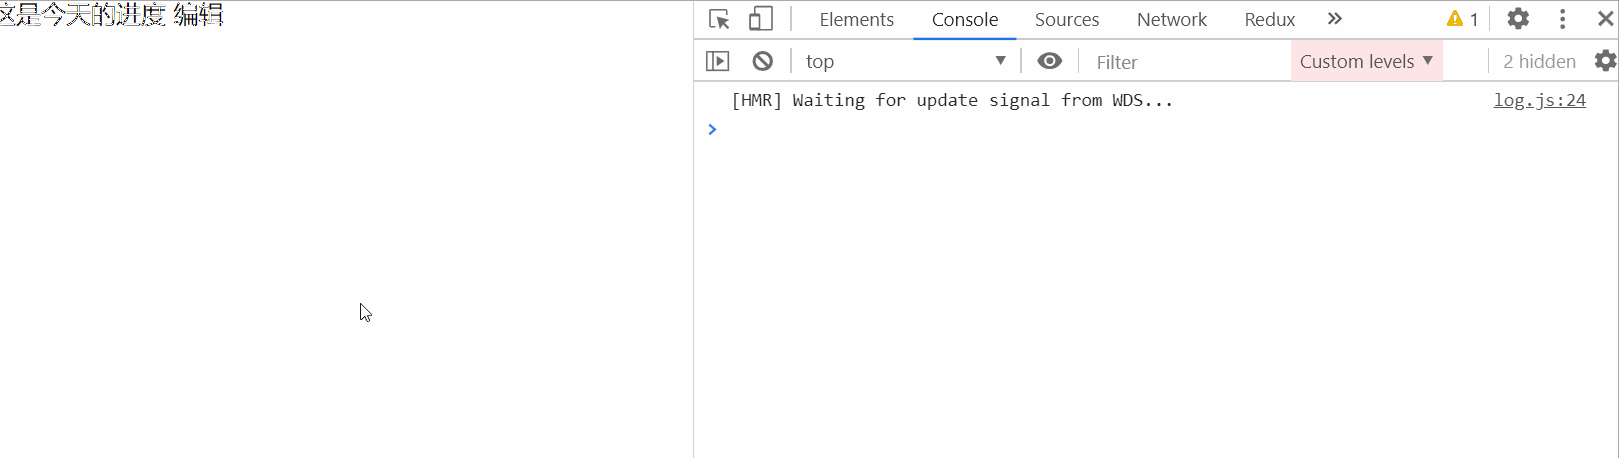 这是今天的进度 编辑
Elements Console Sources Network Redux 1
top Filter Custom levels 2 hidden
[HMR] Waiting for update signal from WDS... log.js:24